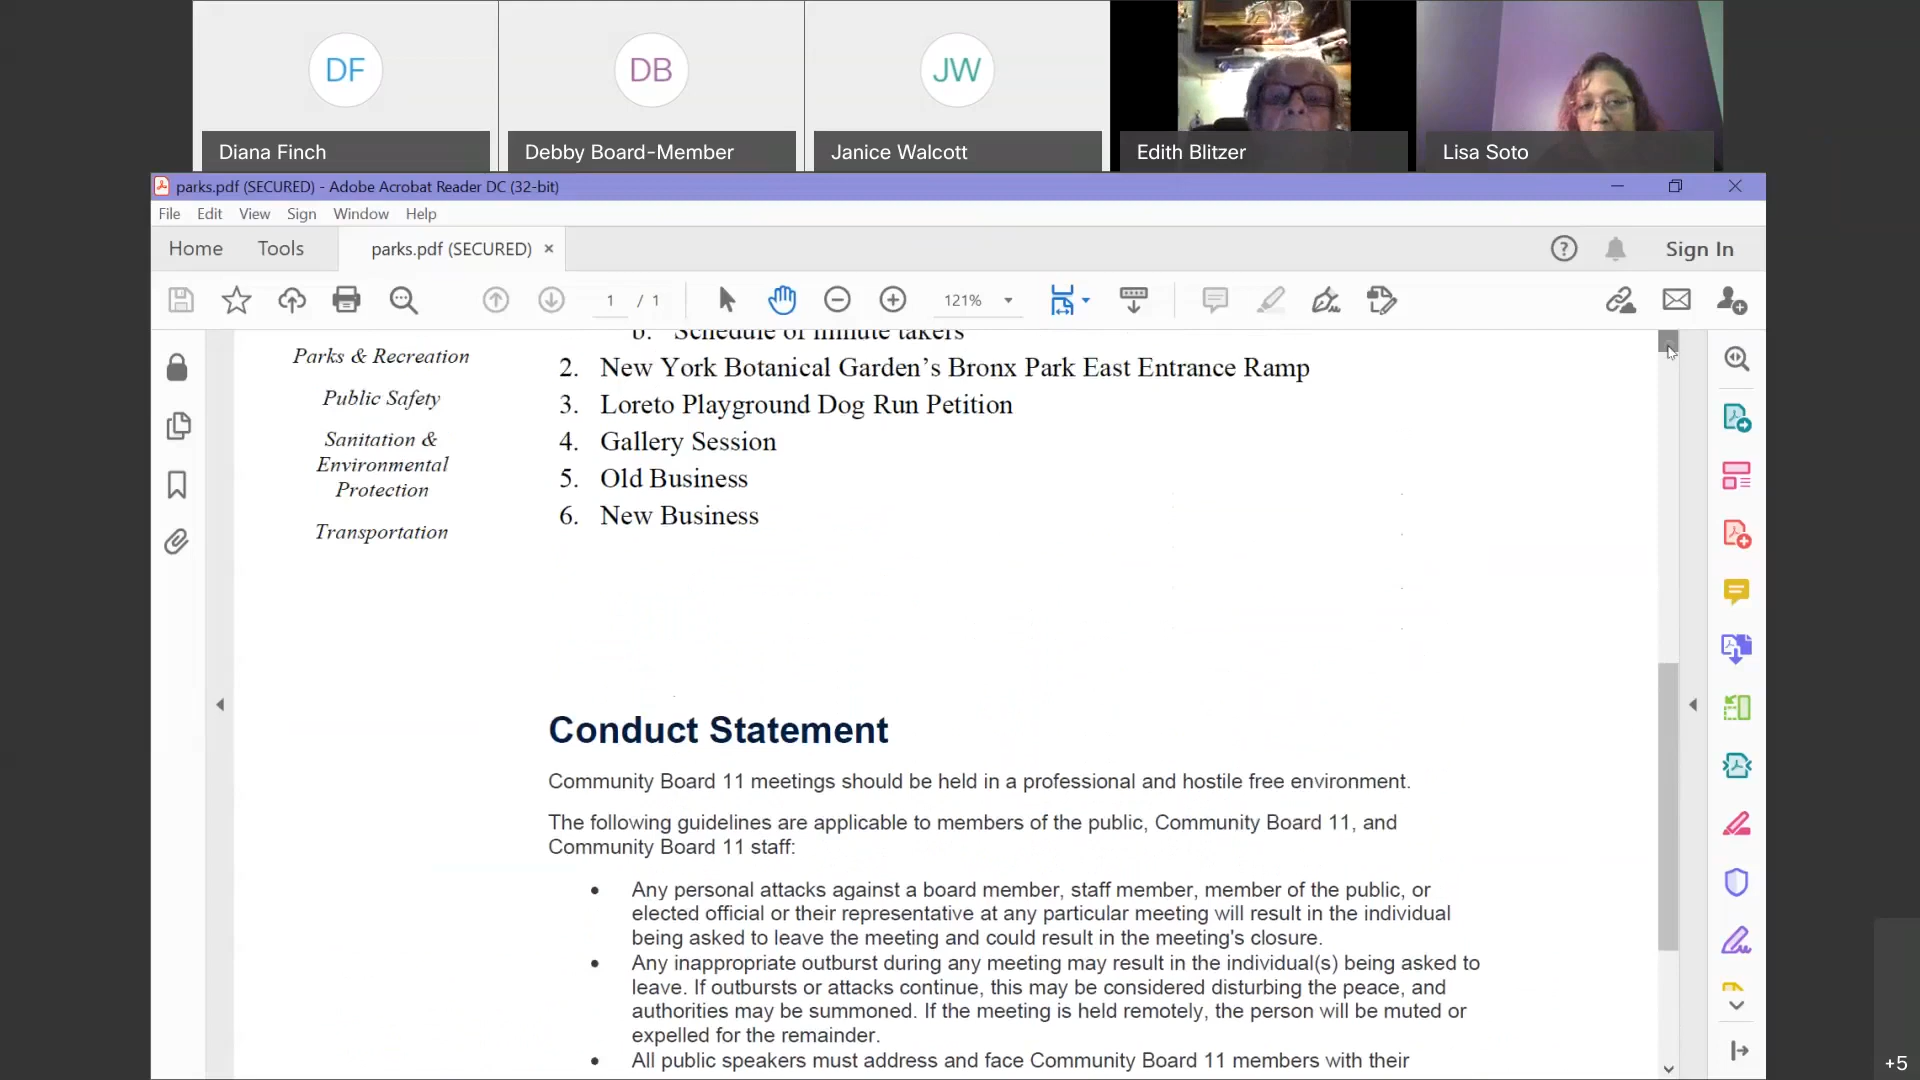 DF
DB
JW
Diana Finch
Debby Board-Member
Janice Walcott
Edith Blitzer
Lisa Soto
parks.pdf (SECURED) - Adobe Acrobat Reader DC (32-bit)
File Edit View Sign Window Help
Home Tools parks.pdf (SECURED) × Sign In
1 / 1 121%
b. Schedule of minute takers
Parks & Recreation
Public Safety
Sanitation &
Environmental
Protection
Transportation
2. New York Botanical Garden’s Bronx Park East Entrance Ramp
3. Loreto Playground Dog Run Petition
4. Gallery Session
5. Old Business
6. New Business
Conduct Statement
Community Board 11 meetings should be held in a professional and hostile free environment.
The following guidelines are applicable to members of the public, Community Board 11, and
Community Board 11 staff:
• Any personal attacks against a board member, staff member, member of the public, or
elected official or their representative at any particular meeting will result in the individual
being asked to leave the meeting and could result in the meeting's closure.
• Any inappropriate outburst during any meeting may result in the individual(s) being asked to
leave. If outbursts or attacks continue, this may be considered disturbing the peace, and
authorities may be summoned. If the meeting is held remotely, the person will be muted or
expelled for the remainder.
• All public speakers must address and face Community Board 11 members with their
+5